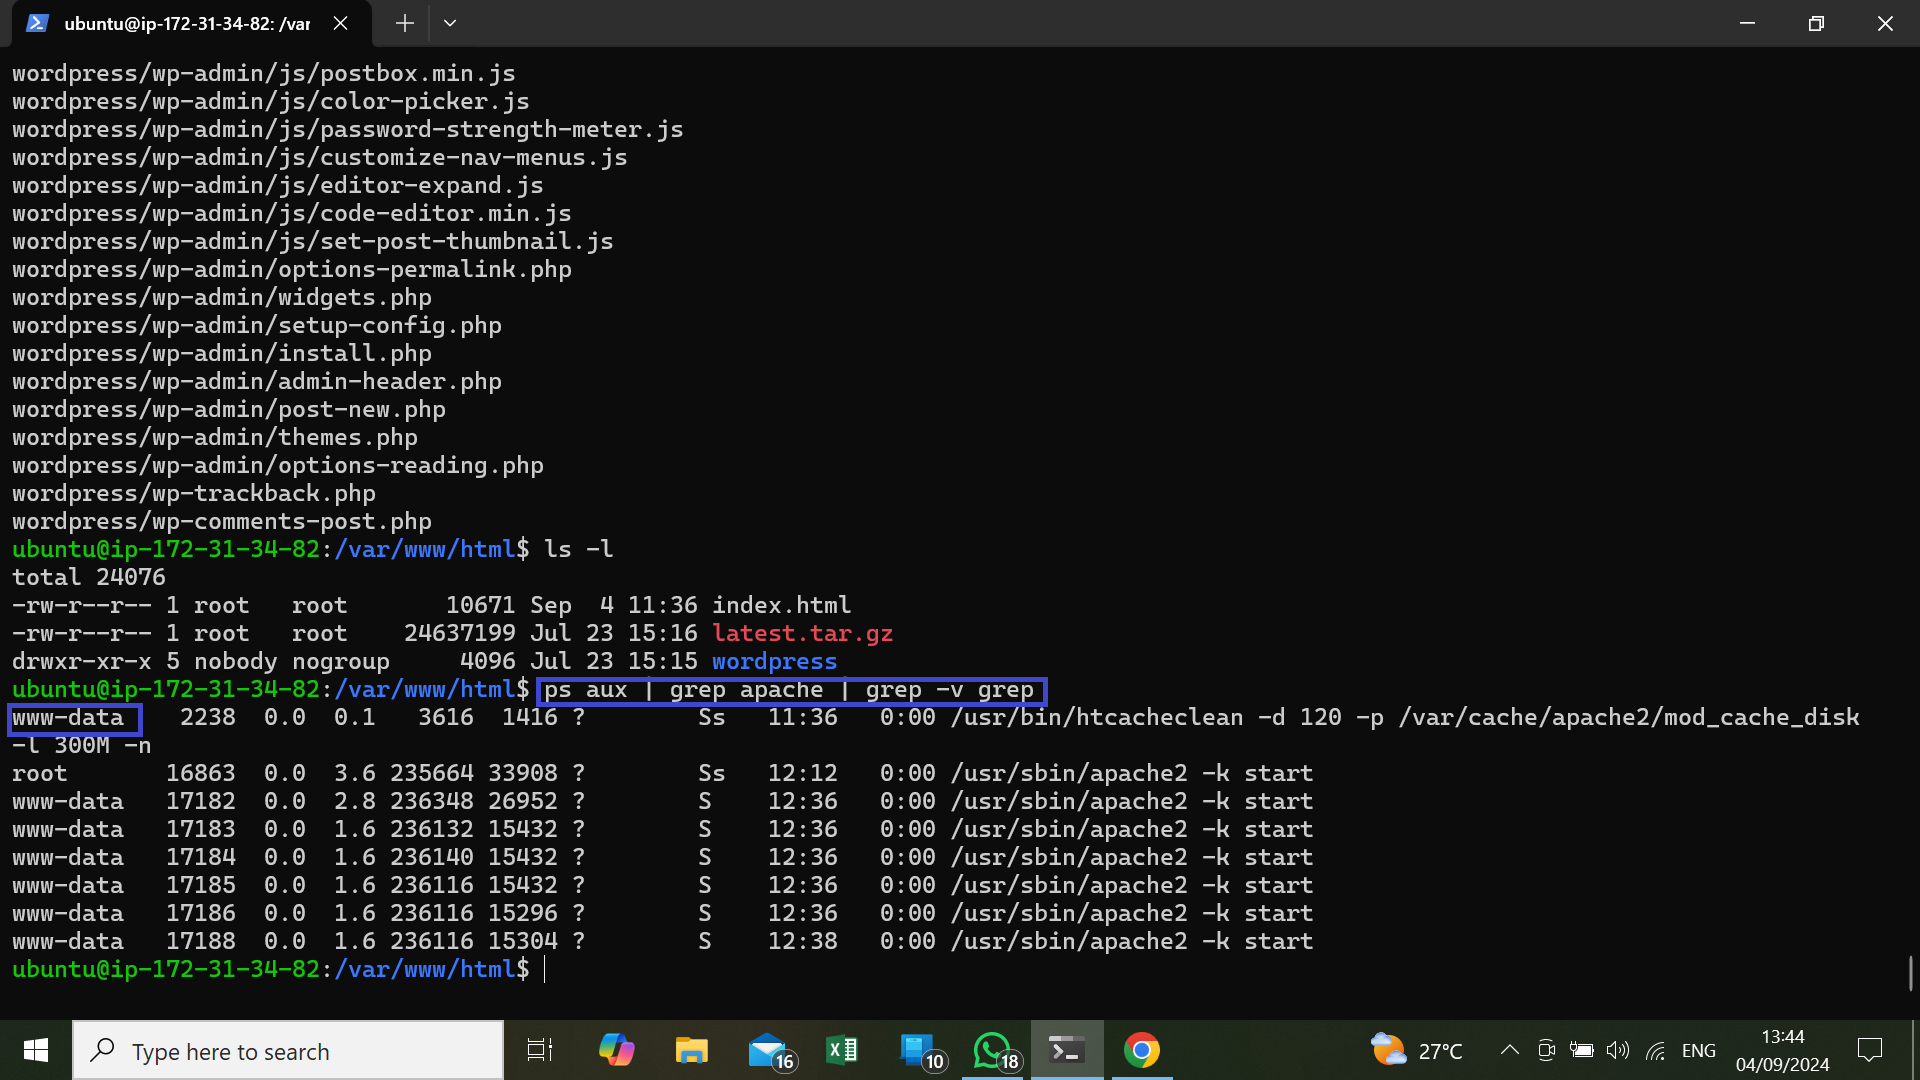 ubuntu@ip-172-31-34-82: /var
wordpress/wp-admin/js/postbox.min.js
wordpress/wp-admin/js/color-picker.js
wordpress/wp-admin/js/password-strength-meter.js
wordpress/wp-admin/js/customize-nav-menus.js
wordpress/wp-admin/js/editor-expand.js
wordpress/wp-admin/js/code-editor.min.js
wordpress/wp-admin/js/set-post-thumbnail.js
wordpress/wp-admin/options-permalink.php
wordpress/wp-admin/widgets.php
wordpress/wp-admin/setup-config.php
wordpress/wp-admin/install.php
wordpress/wp-admin/admin-header.php
wordpress/wp-admin/post-new.php
wordpress/wp-admin/themes.php
wordpress/wp-admin/options-reading.php
wordpress/wp-trackback.php
wordpress/wp-comments-post.php
ubuntu@ip-172-31-34-82:/var/www/html$ ls -l
total 24076
-rw-r--r-- 1 root   root       10671 Sep  4 11:36 index.html
-rw-r--r-- 1 root   root    24637199 Jul 23 15:16 latest.tar.gz
drwxr-xr-x 5 nobody nogroup     4096 Jul 23 15:15 wordpress
ubuntu@ip-172-31-34-82:/var/www/html$ ps aux | grep apache | grep -v grep
www-data    2238  0.0  0.1   3616  1416 ?        Ss   11:36   0:00 /usr/bin/htcacheclean -d 120 -p /var/cache/apache2/mod_cache_disk
-l 300M -n
root       16863  0.0  3.6 235664 33908 ?        Ss   12:12   0:00 /usr/sbin/apache2 -k start
www-data   17182  0.0  2.8 236348 26952 ?        S    12:36   0:00 /usr/sbin/apache2 -k start
www-data   17183  0.0  1.6 236132 15432 ?        S    12:36   0:00 /usr/sbin/apache2 -k start
www-data   17184  0.0  1.6 236140 15432 ?        S    12:36   0:00 /usr/sbin/apache2 -k start
www-data   17185  0.0  1.6 236116 15432 ?        S    12:36   0:00 /usr/sbin/apache2 -k start
www-data   17186  0.0  1.6 236116 15296 ?        S    12:36   0:00 /usr/sbin/apache2 -k start
www-data   17188  0.0  1.6 236116 15304 ?        S    12:38   0:00 /usr/sbin/apache2 -k start
ubuntu@ip-172-31-34-82:/var/www/html$
Type here to search
16
10
18
27°C
ENG
13:44
04/09/2024